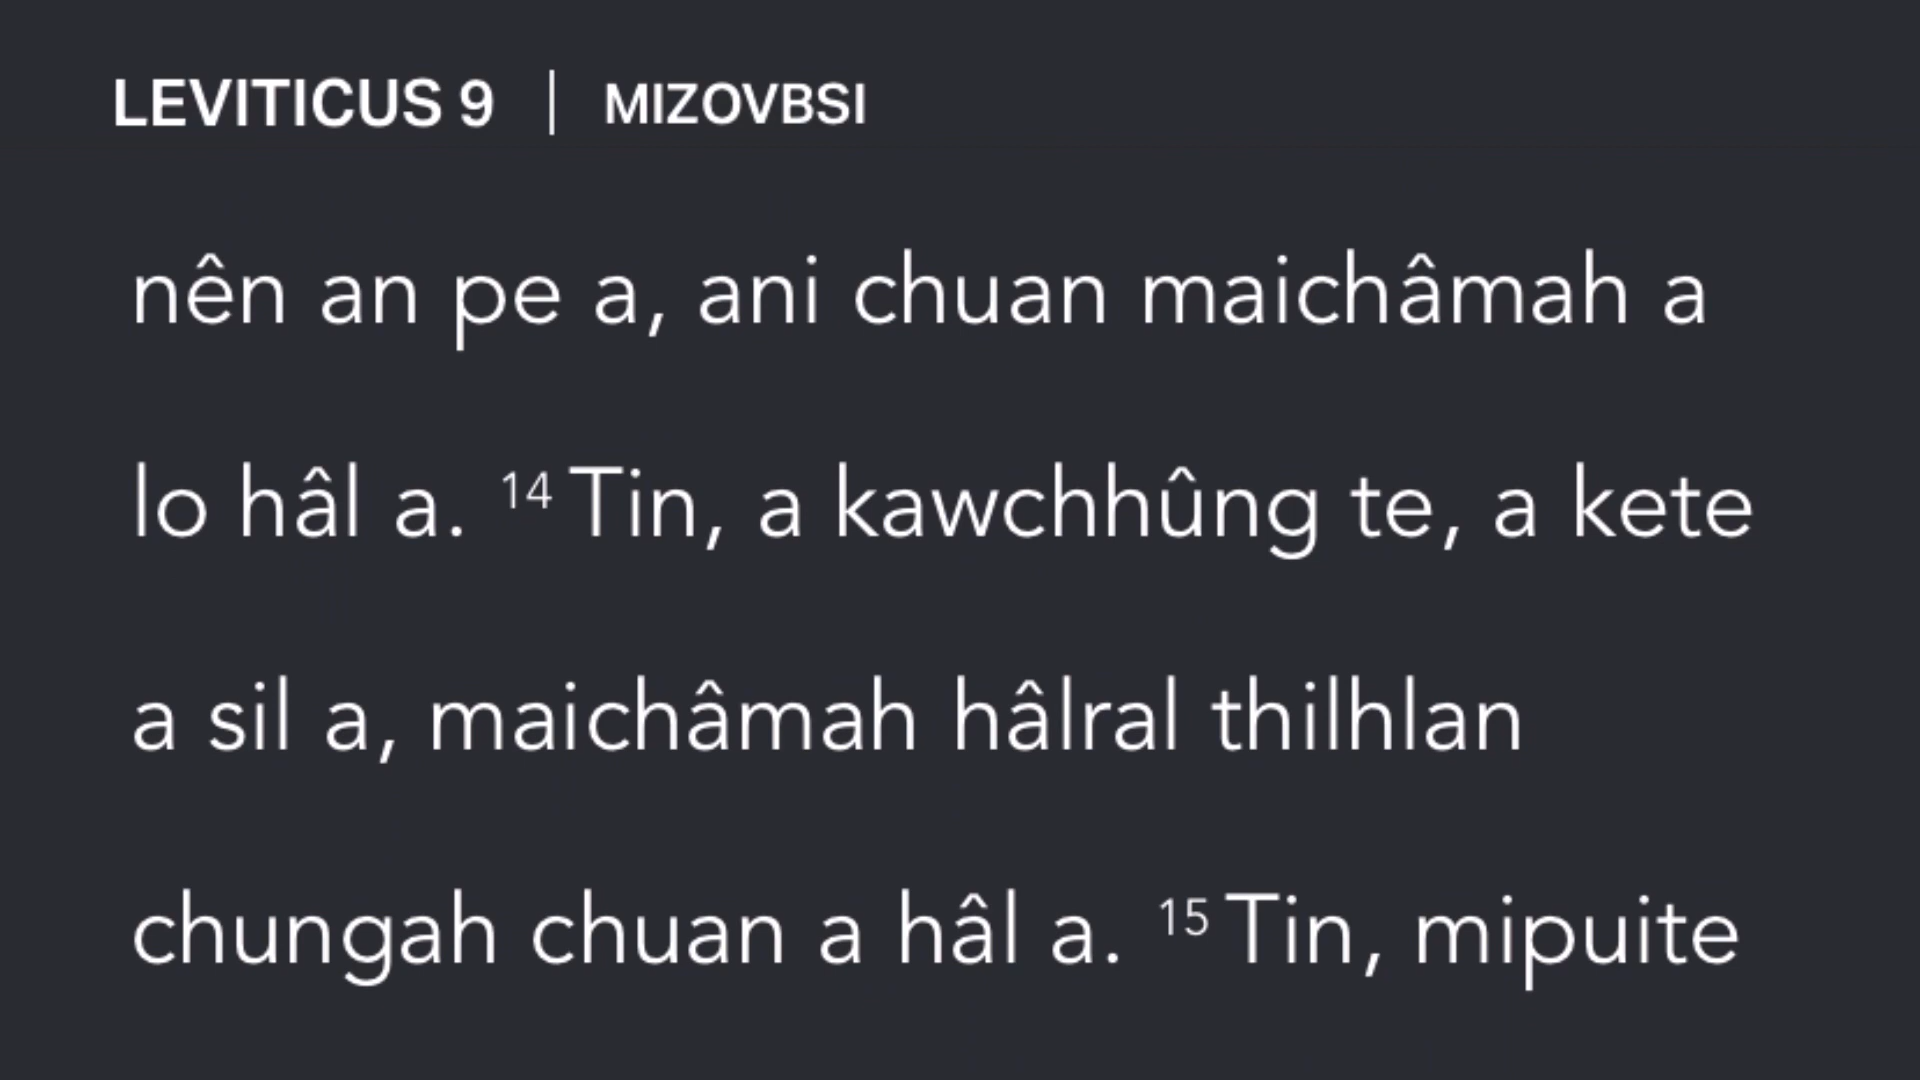 LEVITICUS 9 | MIZOVBSI
nên an pe a, ani chuan maichâmah a
lo hâl a. 14 Tin, a kawchhûng te, a kete
a sil a, maichâmah hâlral thilhlan
chungah chuan a hâl a. 15 Tin, mipuite